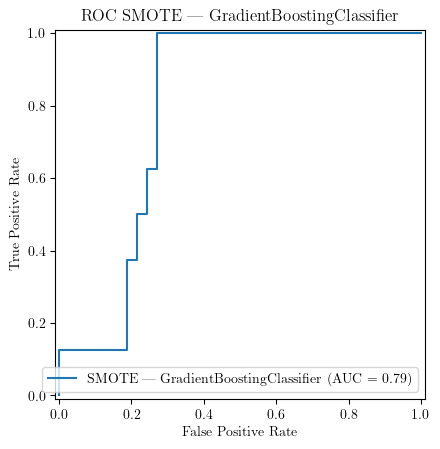 ROC SMOTE — GradientBoostingClassifier
1.0
0.8
0.6
0.4
0.2
0.0
True Positive Rate
SMOTE — GradientBoostingClassifier (AUC = 0.79)
0.0 0.2 0.4 0.6 0.8 1.0
False Positive Rate